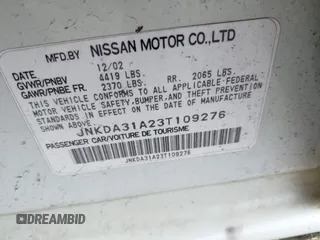 MFD.BY NISSAN MOTOR CO.,LTD
DATE 12/02
GVWR/PNBV 4419 LBS.
GAWR/PNBE FR. 2370 LBS. RR. 2065 LBS.
THIS VEHICLE CONFORMS TO ALL APPLICABLE FEDERAL
MOTOR VEHICLE SAFETY, BUMPER, AND THEFT PREVENTION
STANDARDS IN EFFECT ON THE DATE OF MANUFACTURE
SHOWN ABOVE.
JNKDA31A23T109276
PASSENGER CAR/VOITURE DE TOURISME
JNKDA31A23T109276
DREAMBID